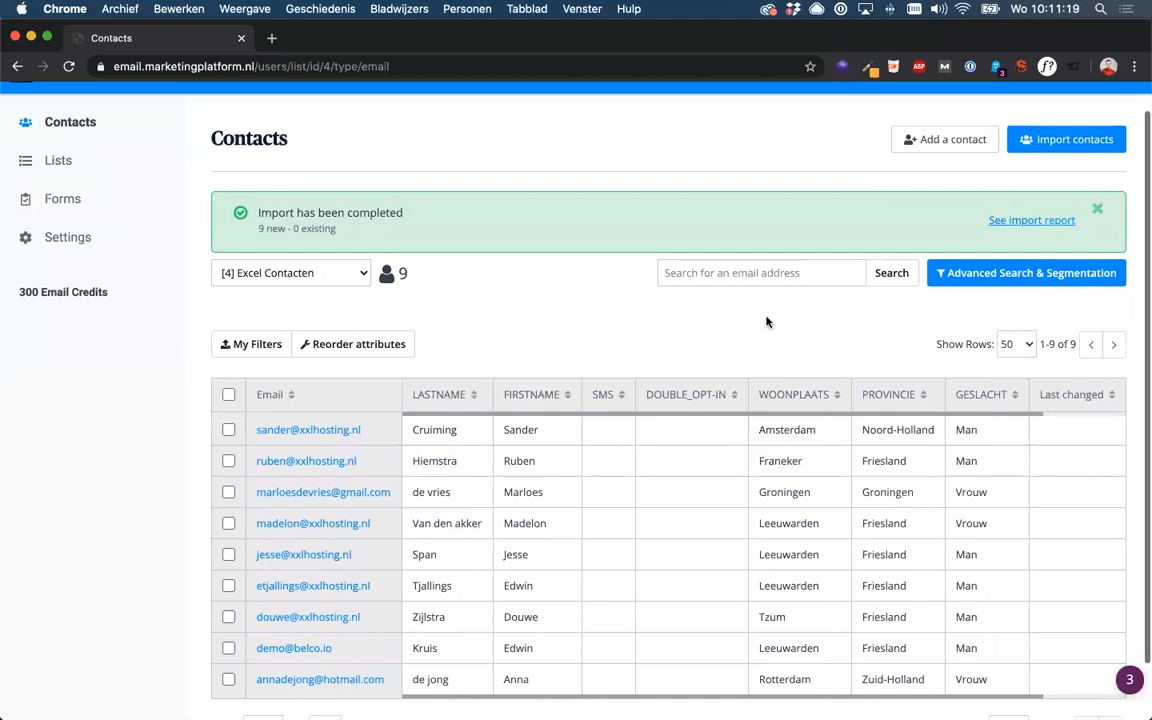 Chrome Archief Bewerken Weergave Geschiedenis Bladwijzers Personen Tabblad Venster Hulp Wo 10:11:19
Contacts
email.marketingplatform.nl/users/list/id/4/type/email
ABP M 3 S f?
Contacts
Lists
Forms
Settings
300 Email Credits
Contacts
Add a contact Import contacts
Import has been completed
9 new - 0 existing
See import report
[4] Excel Contacten 9 Search for an email address Search Advanced Search & Segmentation
My Filters Reorder attributes Show Rows: 50 1-9 of 9
Email LASTNAME FIRSTNAME SMS DOUBLE_OPT-IN WOONPLAATS PROVINCIE GESLACHT Last changed
sander@xxlhosting.nl Cruiming Sander Amsterdam Noord-Holland Man
ruben@xxlhosting.nl Hiemstra Ruben Franeker Friesland Man
marloesdevries@gmail.com de vries Marloes Groningen Groningen Vrouw
madelon@xxlhosting.nl Van den akker Madelon Leeuwarden Friesland Vrouw
jesse@xxlhosting.nl Span Jesse Leeuwarden Friesland Man
etjallings@xxlhosting.nl Tjallings Edwin Leeuwarden Friesland Man
douwe@xxlhosting.nl Zijlstra Douwe Tzum Friesland Man
demo@belco.io Kruis Edwin Leeuwarden Friesland Man
annadejong@hotmail.com de jong Anna Rotterdam Zuid-Holland Vrouw
3